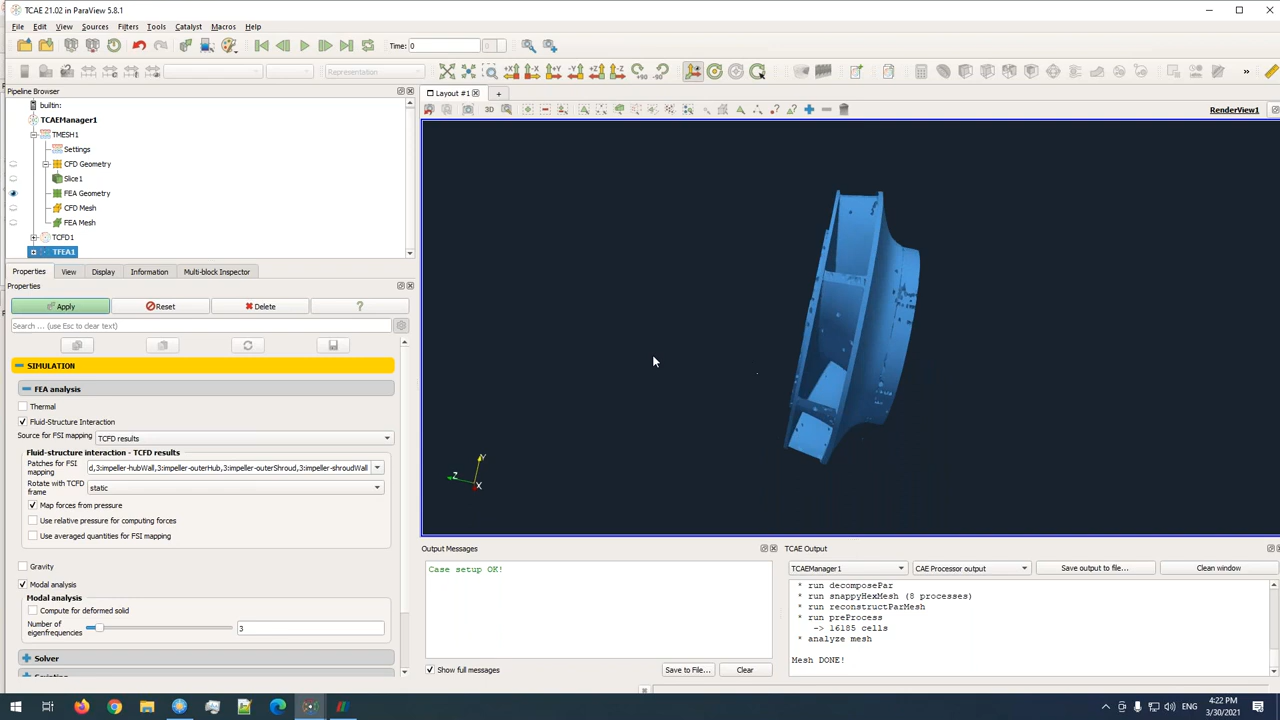 TCAE 21.02 in ParaView 5.8.1
File Edit View Sources Filters Tools Catalyst Macros Help
Time: 0
0
Representation
Pipeline Browser
builtin:
TCAEManager1
TMESH1
Settings
CFD Geometry
Slice1
FEA Geometry
CFD Mesh
FEA Mesh
TCFD1
TFEA1
Layout #1
3D
RenderView1
Properties View Display Information Multi-block Inspector
Properties
Apply Reset Delete ?
Search ... (use Esc to clear text)
SIMULATION
FEA analysis
Thermal
Fluid-Structure Interaction
Source for FSI mapping TCFD results
Fluid-structure interaction - TCFD results
Patches for FSI mapping d,3:impeller-hubWall,3:impeller-outerHub,3:impeller-outerShroud,3:impeller-shroudWall
Rotate with TCFD frame static
Map forces from pressure
Use relative pressure for computing forces
Use averaged quantities for FSI mapping
Gravity
Modal analysis
Modal analysis
Compute for deformed solid
Number of eigenfrequencies 3
Solver
Y
Z
X
Output Messages
Case setup OK!
Show full messages Save to File... Clear
TCAE Output
TCAEManager1 CAE Processor output Save output to file... Clean window
* run decomposePar
* run snappyHexMesh (8 processes)
* run reconstructParMesh
* run preProcess
-> 16185 cells
* analyze mesh
Mesh DONE!
ENG 4:22 PM
3/30/2021